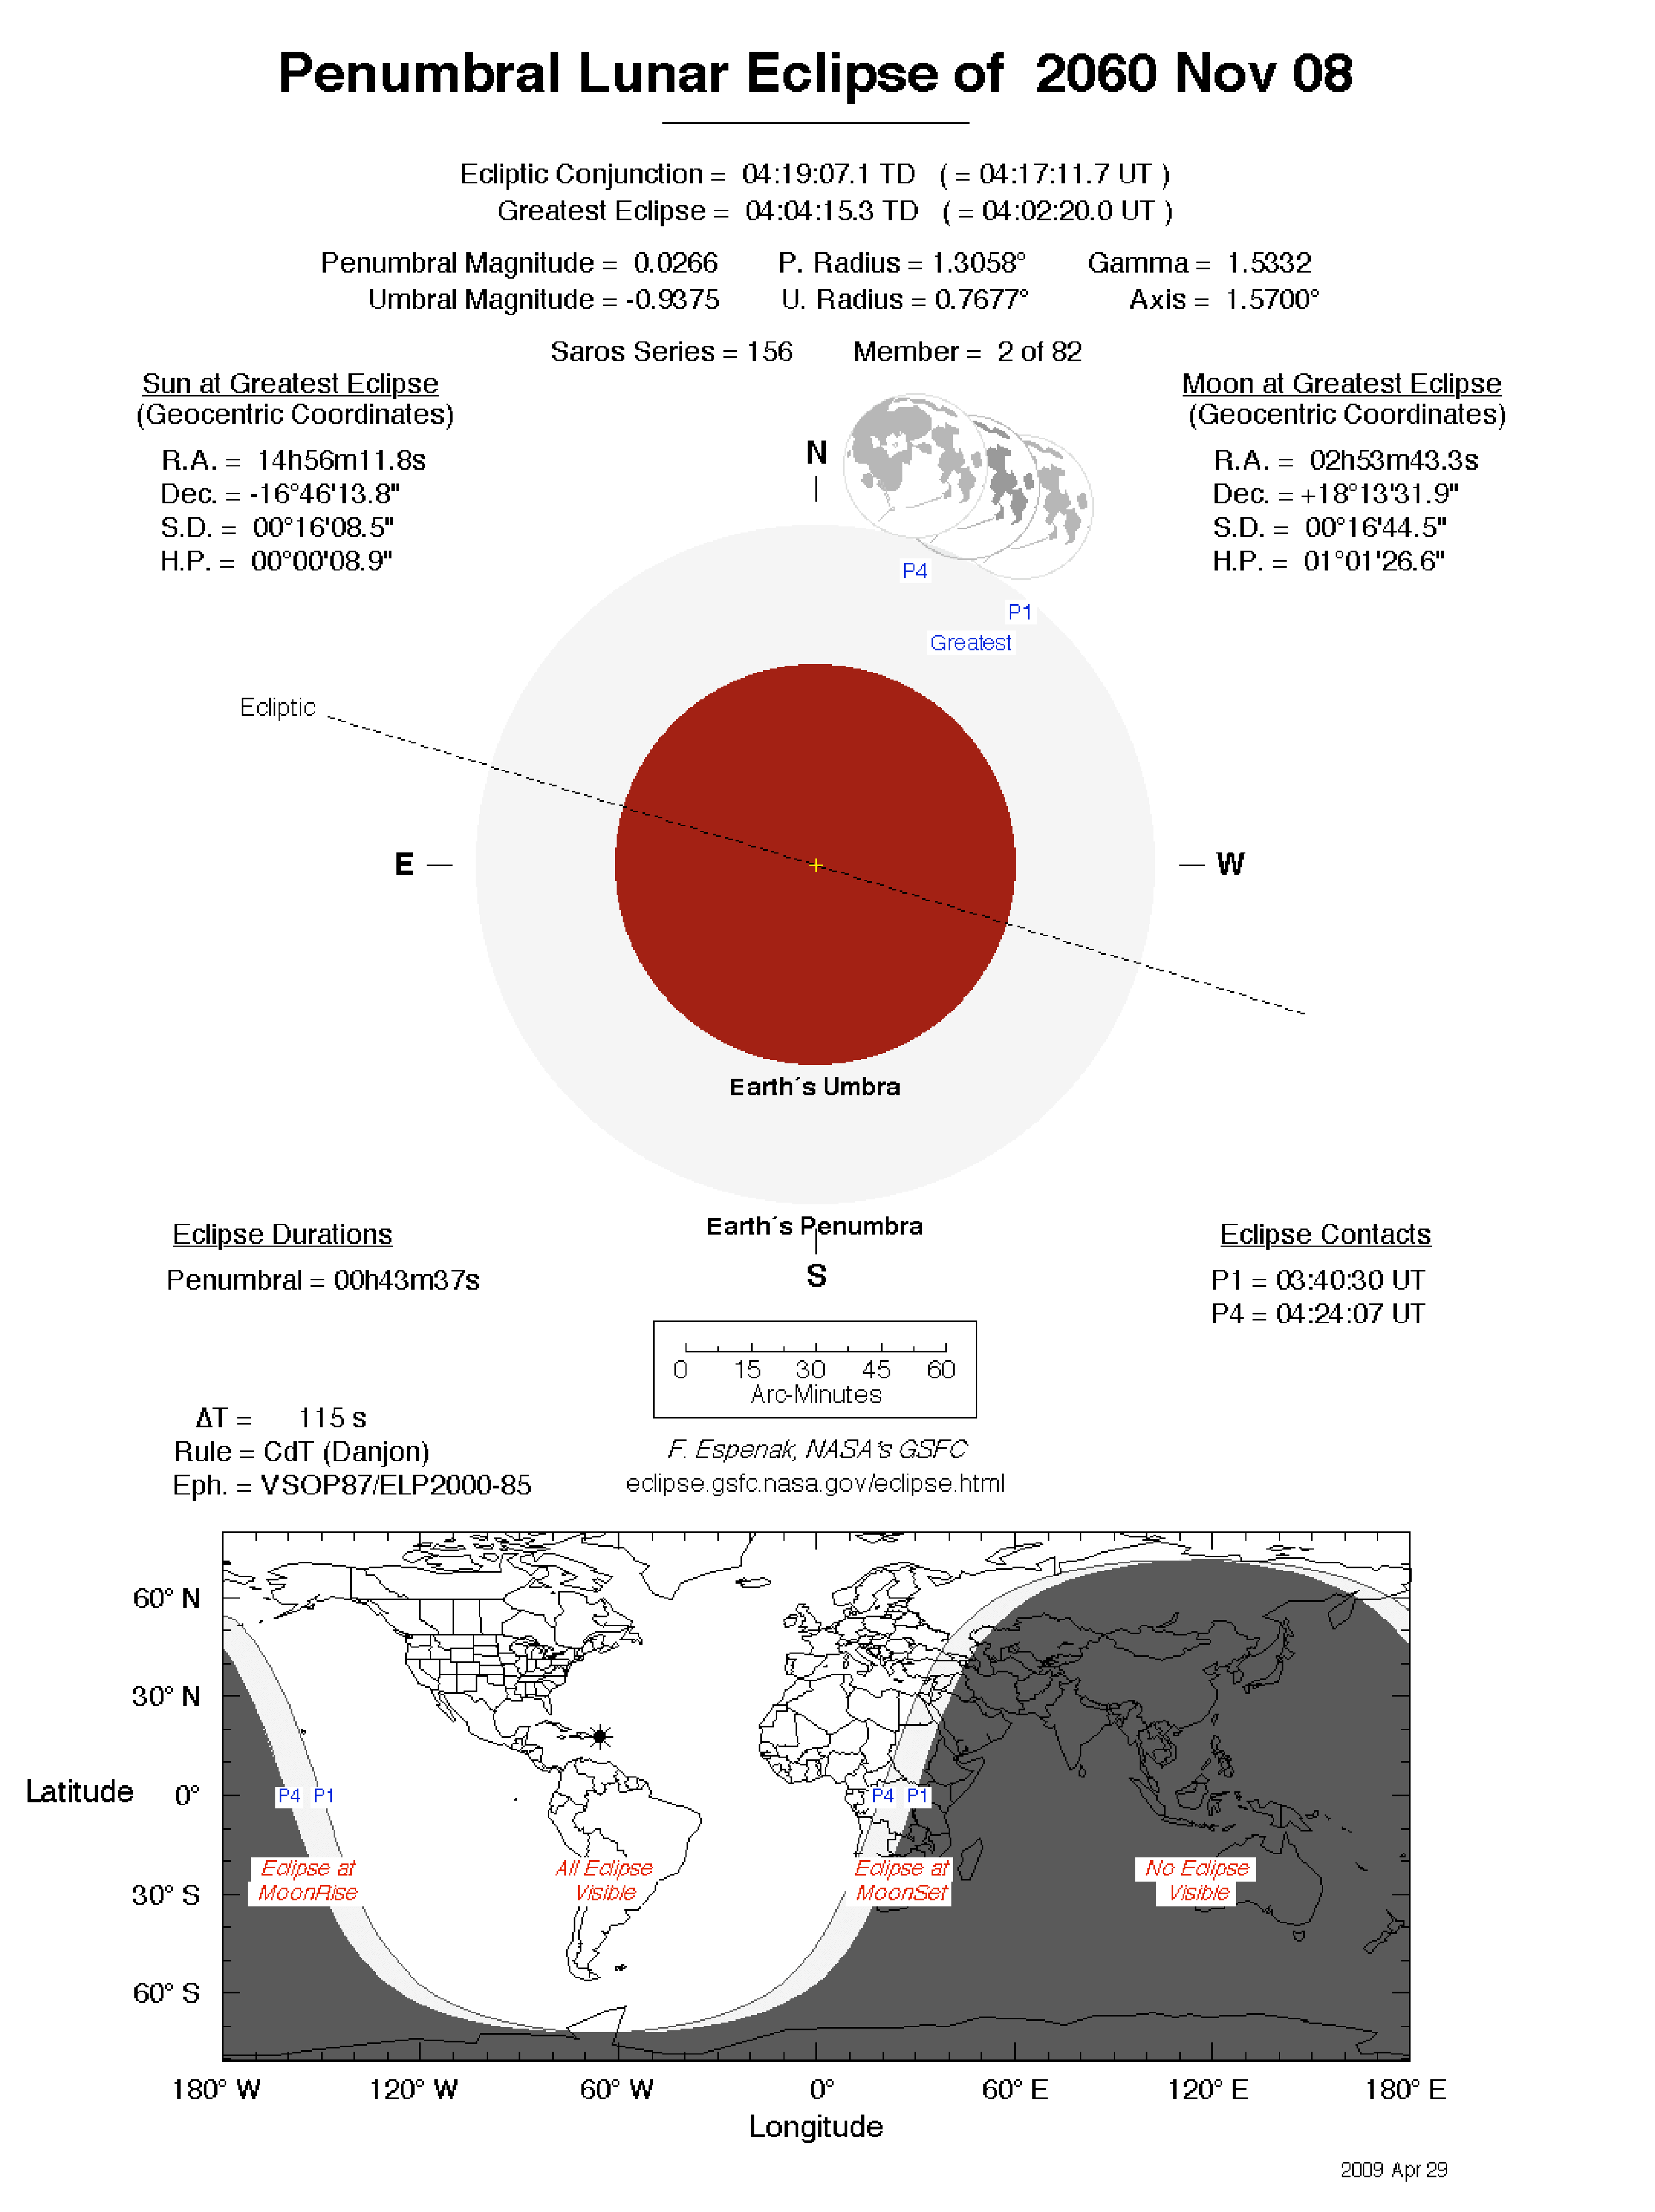 Penumbral Lunar Eclipse of 2060 Nov 08
Ecliptic Conjunction = 04:19:07.1 TD ( = 04:17:11.7 UT )
Greatest Eclipse = 04:04:15.3 TD ( = 04:02:20.0 UT )
Penumbral Magnitude = 0.0266 P. Radius = 1.3058° Gamma = 1.5332
Umbral Magnitude = -0.9375 U. Radius = 0.7677° Axis = 1.5700°
Saros Series = 156 Member = 2 of 82
Sun at Greatest Eclipse
(Geocentric Coordinates)
R.A. = 14h56m11.8s
Dec. = -16°46'13.8"
S.D. = 00°16'08.5"
H.P. = 00°00'08.9"
Moon at Greatest Eclipse
(Geocentric Coordinates)
R.A. = 02h53m43.3s
Dec. = +18°13'31.9"
S.D. = 00°16'44.5"
H.P. = 01°01'26.6"
N
P4
P1
Greatest
Ecliptic
E
W
Earth´s Umbra
Earth´s Penumbra
S
Eclipse Durations
Penumbral = 00h43m37s
Eclipse Contacts
P1 = 03:40:30 UT
P4 = 04:24:07 UT
0 15 30 45 60
Arc-Minutes
ΔT = 115 s
Rule = CdT (Danjon)
Eph. = VSOP87/ELP2000-85
F. Espenak, NASA's GSFC
eclipse.gsfc.nasa.gov/eclipse.html
60° N
30° N
Latitude 0°
30° S
60° S
P4 P1
P4 P1
Eclipse at
MoonRise
All Eclipse
Visible
Eclipse at
MoonSet
No Eclipse
Visible
180° W 120° W 60° W 0° 60° E 120° E 180° E
Longitude
2009 Apr 29